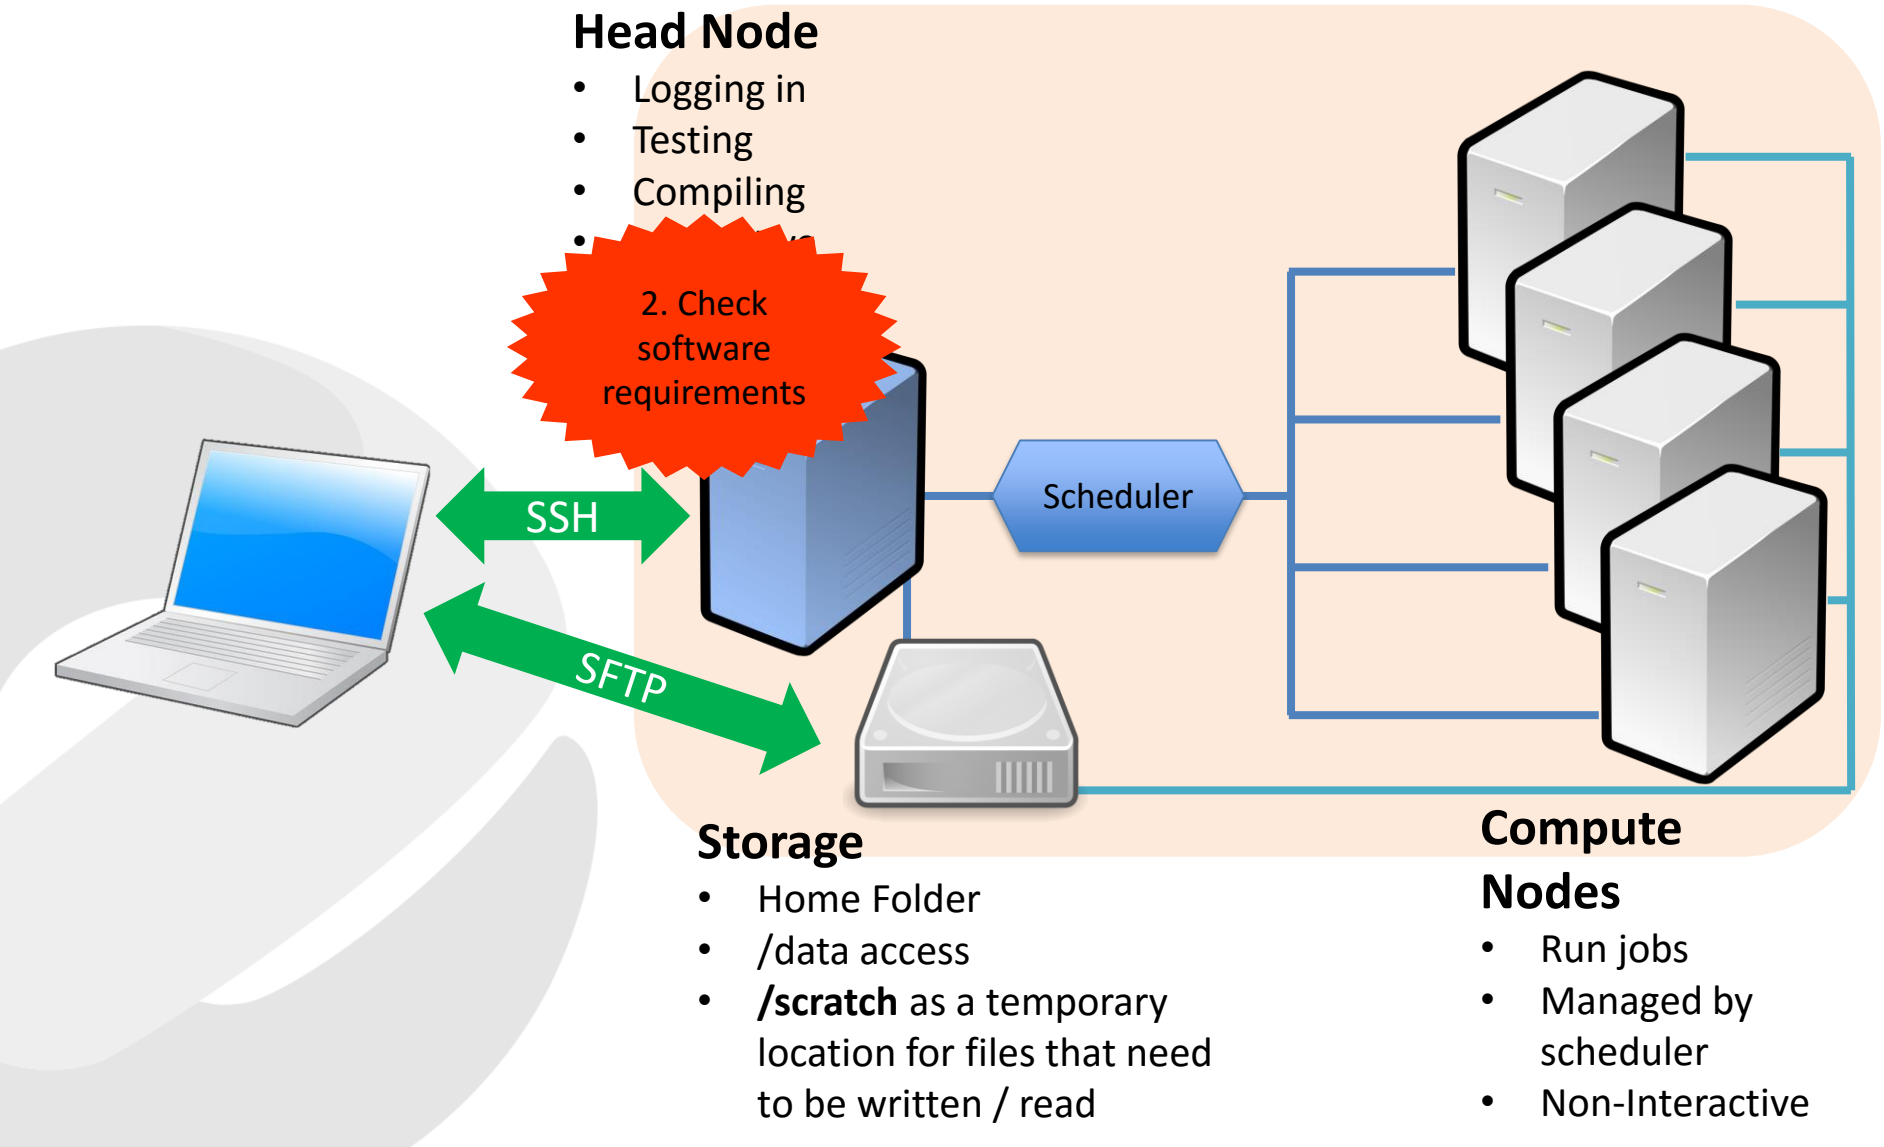 Head Node
• Logging in
• Testing
• Compiling
•
2. Check
software
requirements
SSH
Scheduler
SFTP
Storage
• Home Folder
• /data access
• /scratch as a temporary
location for files that need
to be written / read
Compute
Nodes
• Run jobs
• Managed by
scheduler
• Non-Interactive